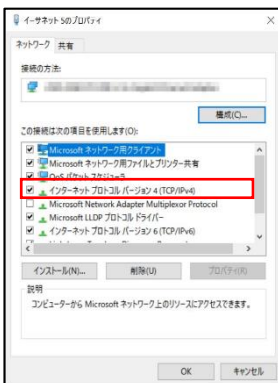 イーサネット 5のプロパティ
ネットワーク 共有
接続の方法:
構成(C)...
この接続は次の項目を使用します(O):
Microsoft ネットワーク用クライアント
Microsoft ネットワーク用ファイルとプリンター共有
QoS パケット スケジューラ
インターネット プロトコル バージョン 4 (TCP/IPv4)
Microsoft Network Adapter Multiplexor Protocol
Microsoft LLDP プロトコル ドライバー
インターネット プロトコル バージョン 6 (TCP/IPv6)
インストール(N)... 削除(U) プロパティ(R)
説明
コンピューターから Microsoft ネットワーク上のリソースにアクセスできます。
OK キャンセル